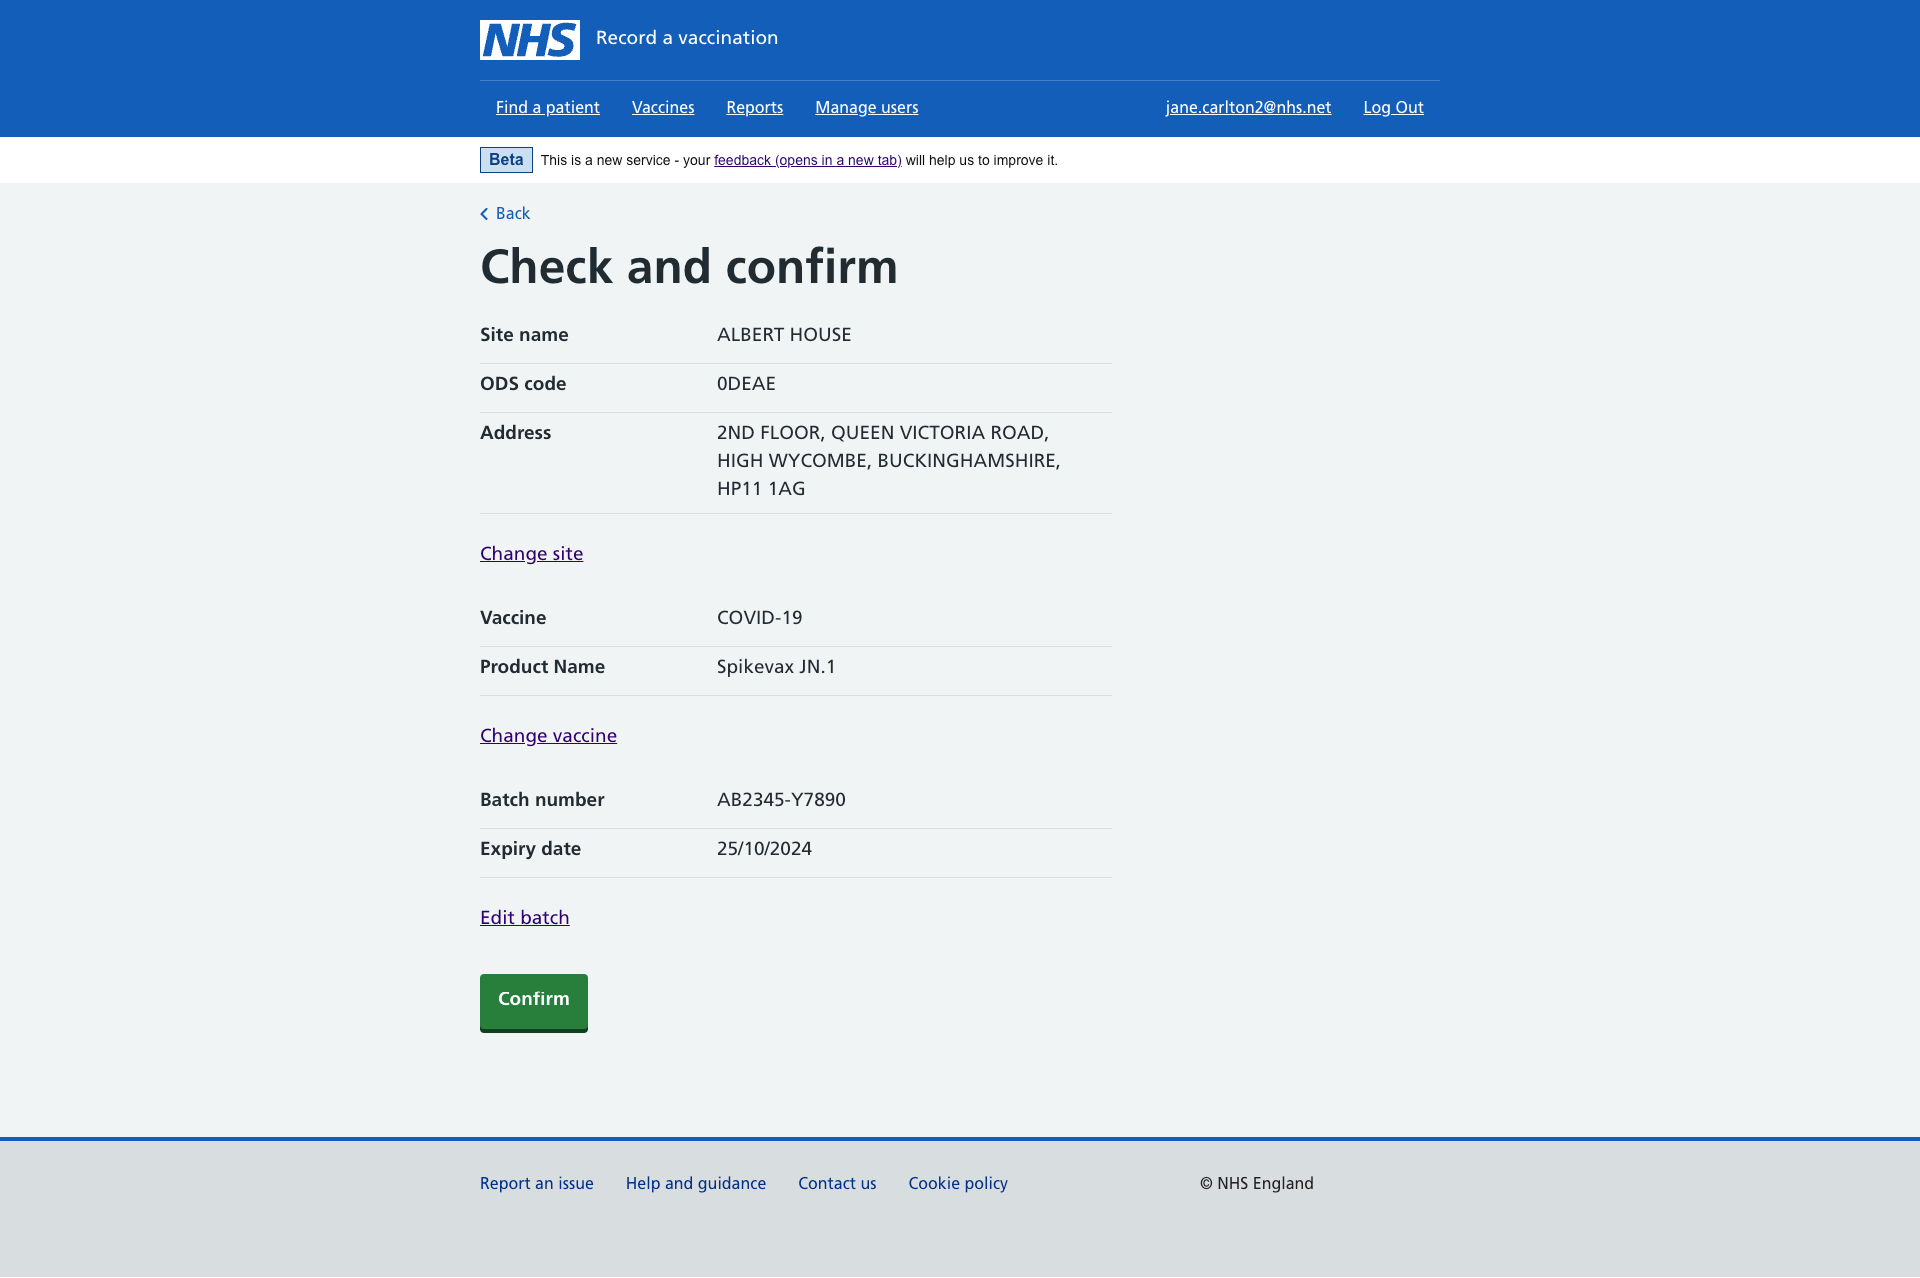 NHS Record a vaccination
Find a patient Vaccines Reports Manage users jane.carlton2@nhs.net Log Out
Beta This is a new service - your feedback (opens in a new tab) will help us to improve it.
Back
Check and confirm
Site name ALBERT HOUSE
ODS code 0DEAE
Address 2ND FLOOR, QUEEN VICTORIA ROAD,
HIGH WYCOMBE, BUCKINGHAMSHIRE,
HP11 1AG
Change site
Vaccine COVID-19
Product Name Spikevax JN.1
Change vaccine
Batch number AB2345-Y7890
Expiry date 25/10/2024
Edit batch
Confirm
Report an issue Help and guidance Contact us Cookie policy © NHS England